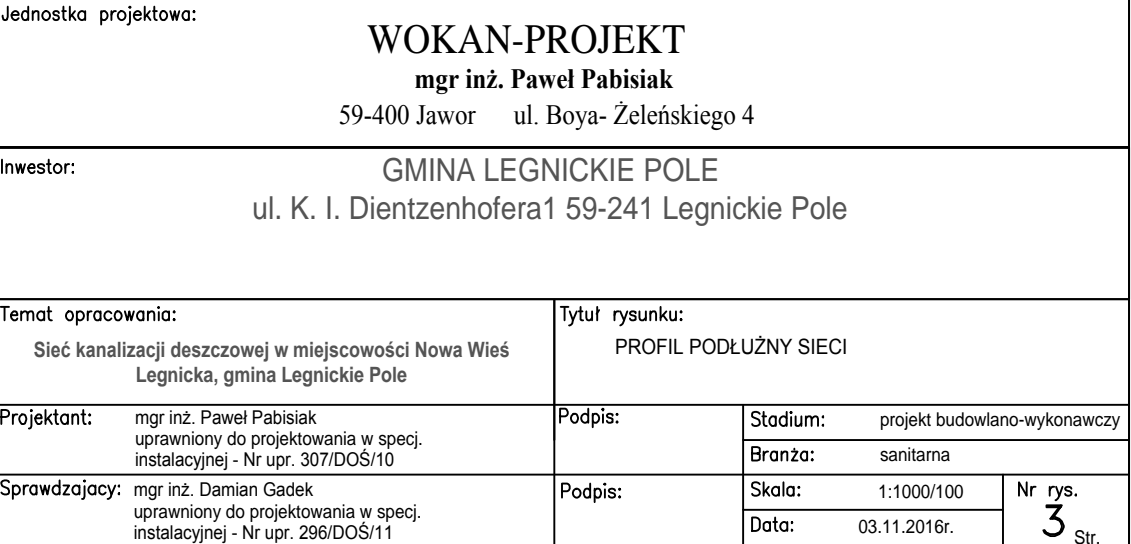 Jednostka projektowa:
WOKAN-PROJEKT
mgr inż. Paweł Pabisiak
59-400 Jawor ul. Boya- Żeleńskiego 4
Inwestor:
GMINA LEGNICKIE POLE
ul. K. I. Dientzenhofera1 59-241 Legnickie Pole
Temat opracowania:
Sieć kanalizacji deszczowej w miejscowości Nowa Wieś
Legnicka, gmina Legnickie Pole
Tytuł rysunku:
PROFIL PODŁUŻNY SIECI
Projektant:
mgr inż. Paweł Pabisiak
uprawniony do projektowania w specj.
instalacyjnej - Nr upr. 307/DOŚ/10
Podpis:
Stadium: projekt budowlano-wykonawczy
Branża: sanitarna
Sprawdzajacy:
mgr inż. Damian Gadek
uprawniony do projektowania w specj.
instalacyjnej - Nr upr. 296/DOŚ/11
Podpis:
Skala: 1:1000/100
Data: 03.11.2016r.
Nr rys.
3 Str.